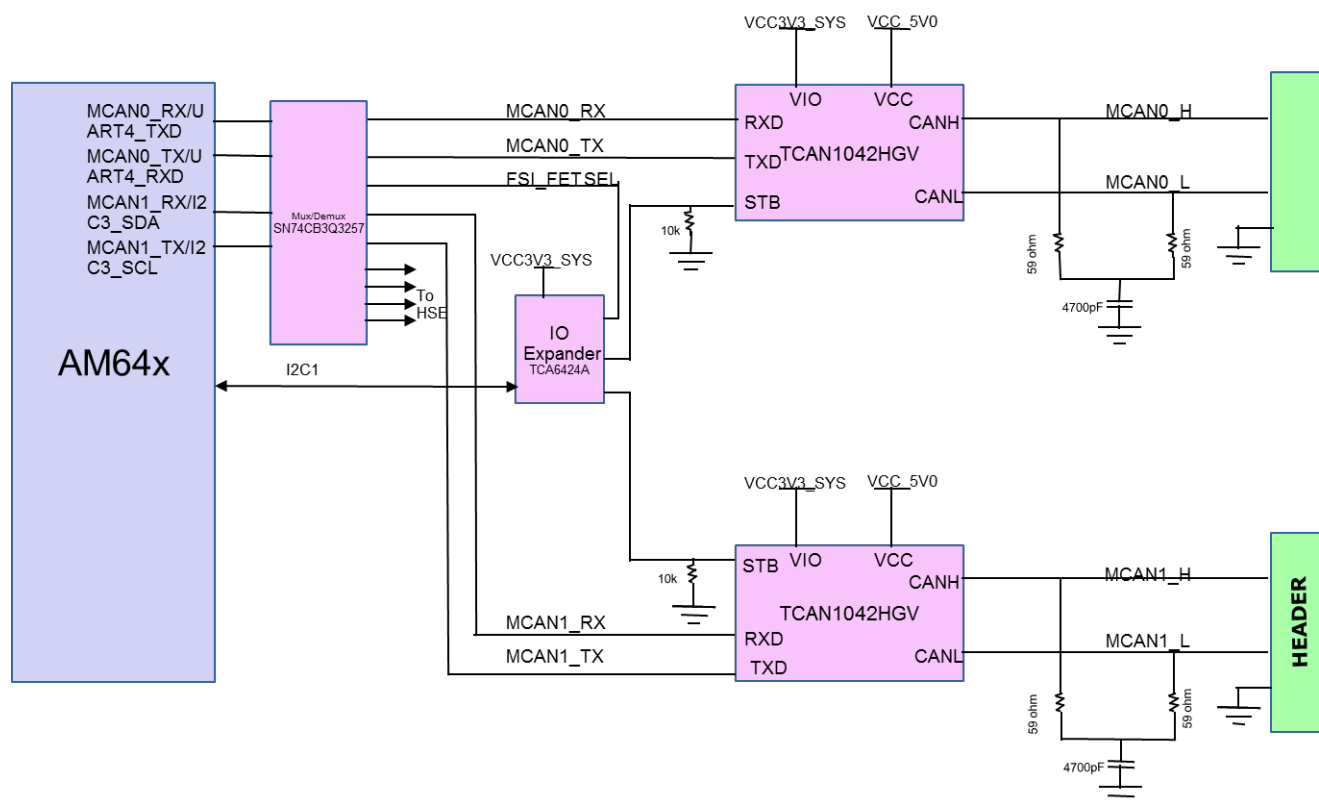 VCC3V3_SYS
VCC_5V0
MCAN0_RX/U
ART4_TXD
MCAN0_TX/U
ART4_RXD
MCAN1_RX/I2
C3_SDA
MCAN1_TX/I2
C3_SCL
AM64x
Mux/Demux
SN74CB3Q3257
MCAN0_RX
MCAN0_TX
FSI_FETSEL
To
HSE
I2C1
VCC3V3_SYS
IO
Expander
TCA6424A
VIO
VCC
RXD
CANH
TCAN1042HGV
TXD
STB
CANL
10k
MCAN0_H
MCAN0_L
59 ohm
59 ohm
4700pF
VCC3V3_SYS
VCC_5V0
STB
VIO
VCC
CANH
TCAN1042HGV
RXD
CANL
TXD
10k
MCAN1_RX
MCAN1_TX
MCAN1_H
MCAN1_L
59 ohm
59 ohm
4700pF
HEADER